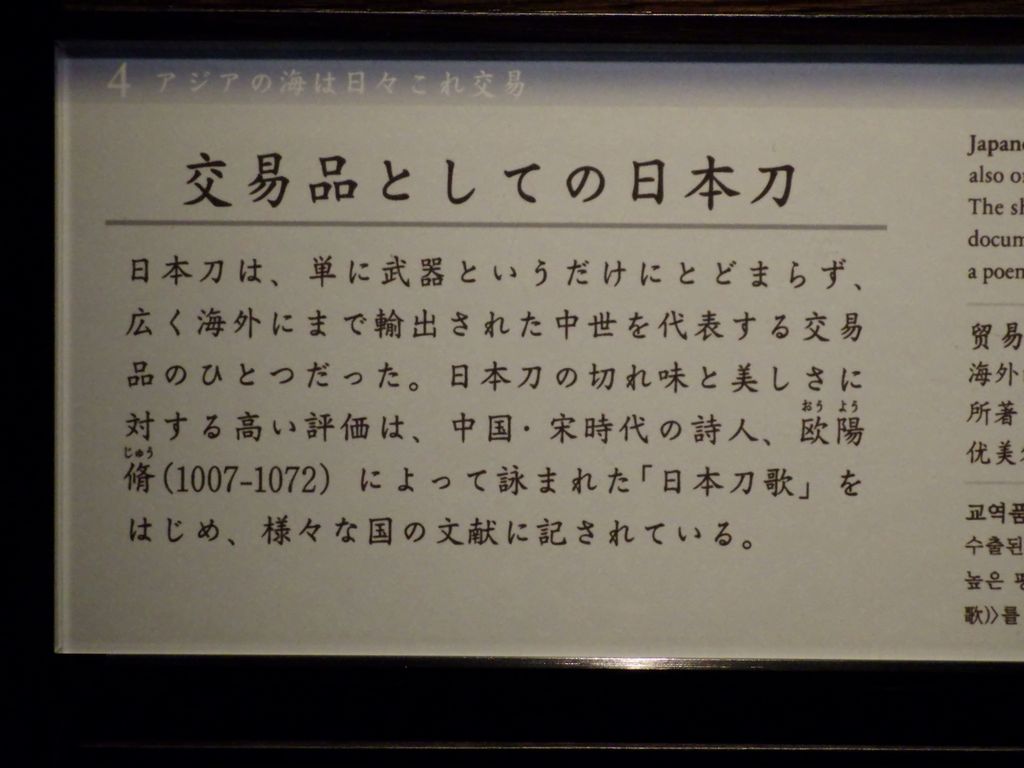 4 アジアの海は日々これ交易
交易品としての日本刀
日本刀は、単に武器というだけにとどまらず、
広く海外にまで輸出された中世を代表する交易
品のひとつだった。日本刀の切れ味と美しさに
おう よう
対する高い評価は、中国・宋時代の詩人、欧陽
じゅう
脩(1007-1072) によって詠まれた「日本刀歌」を
はじめ、様々な国の文献に記されている。
also o
The sh
docum
a poem
贸易
海外
所著
优美
교역품
수출된
높은
歌)〉를